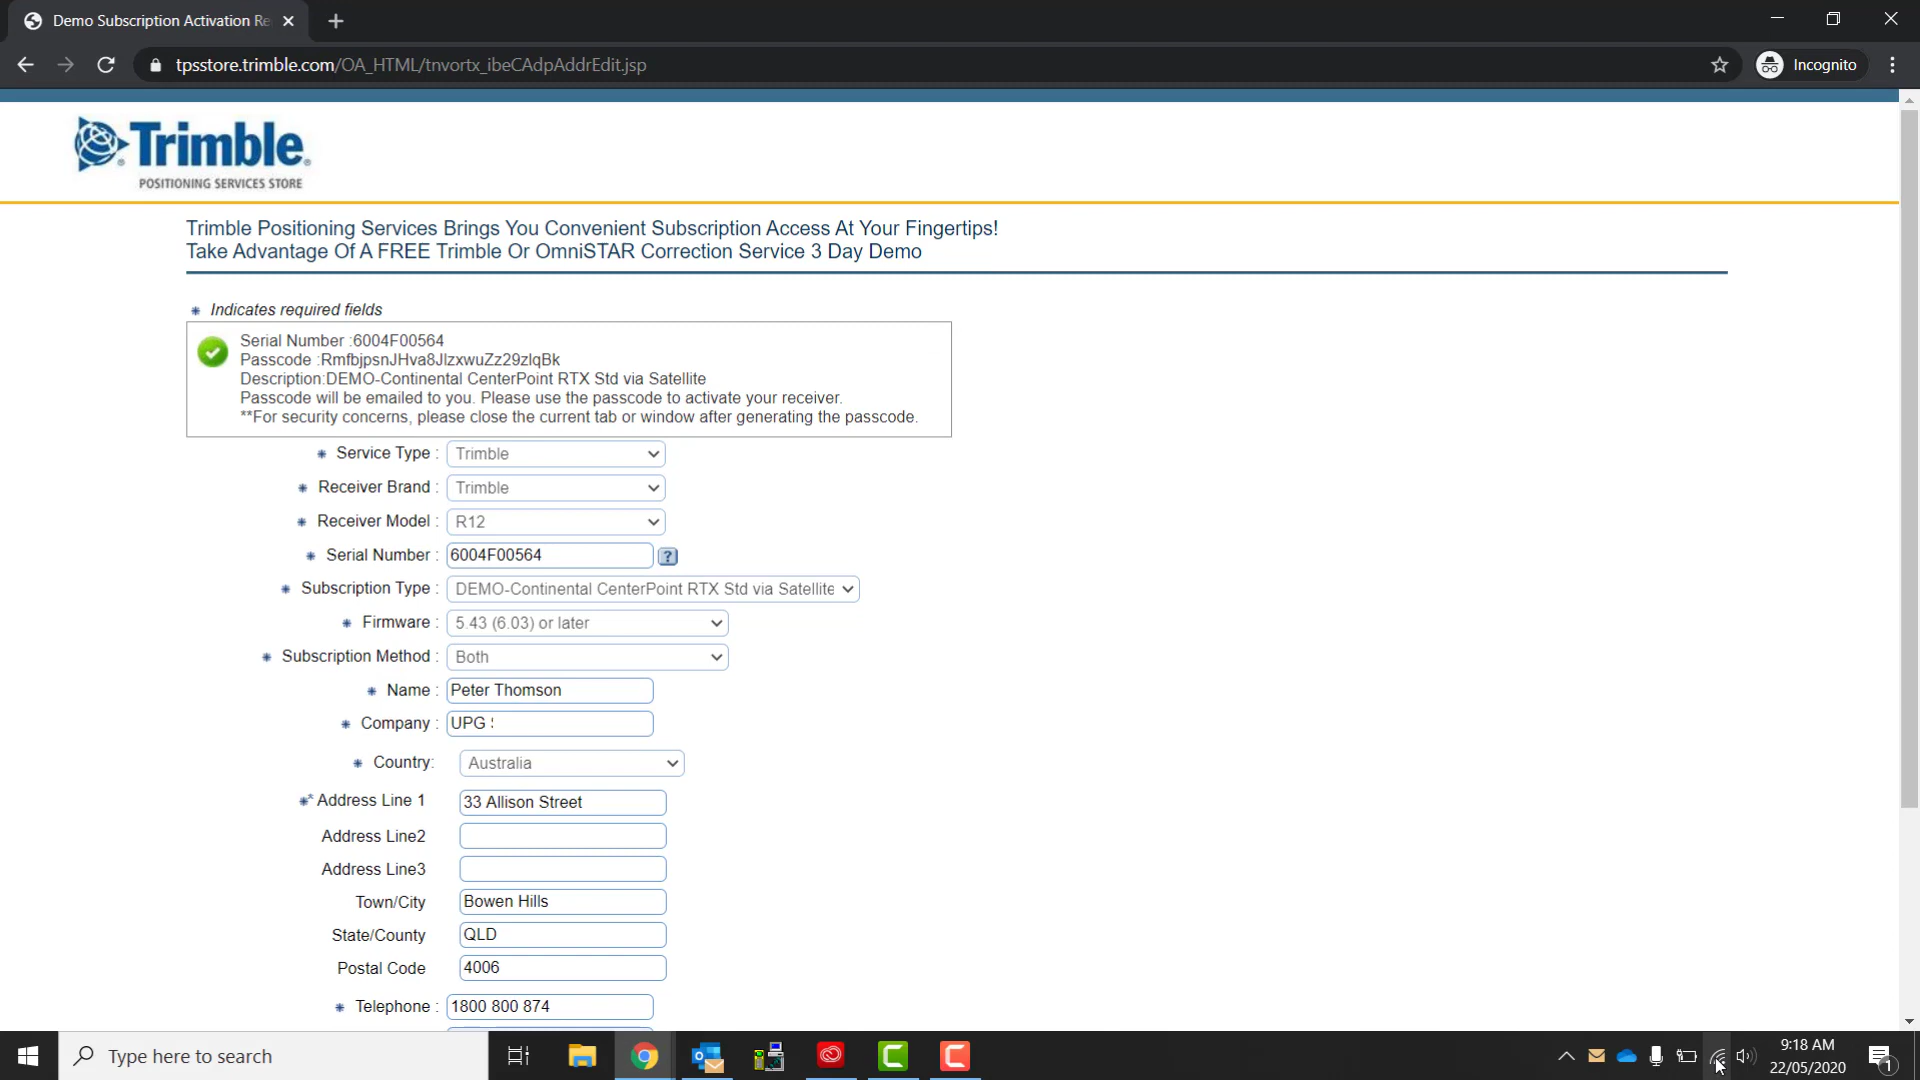 Demo Subscription Activation Re
tpsstore.trimble.com/OA_HTML/tnvortx_ibeCAdpAddrEdit.jsp
Incognito
Trimble
POSITIONING SERVICES STORE
Trimble Positioning Services Brings You Convenient Subscription Access At Your Fingertips!
Take Advantage Of A FREE Trimble Or OmniSTAR Correction Service 3 Day Demo
Indicates required fields
Serial Number :6004F00564
Passcode :RmfbjpsnJHva8JlzxwuZz29zlqBk
Description:DEMO-Continental CenterPoint RTX Std via Satellite
Passcode will be emailed to you. Please use the passcode to activate your receiver.
**For security concerns, please close the current tab or window after generating the passcode.
Service Type : Trimble
Receiver Brand : Trimble
Receiver Model : R12
Serial Number : 6004F00564 ?
Subscription Type : DEMO-Continental CenterPoint RTX Std via Satellite
Firmware : 5.43 (6.03) or later
Subscription Method : Both
Name : Peter Thomson
Company : UPG
Country: Australia
* Address Line 1 33 Allison Street
Address Line2
Address Line3
Town/City Bowen Hills
State/County QLD
Postal Code 4006
Telephone : 1800 800 874
Type here to search
9:18 AM
22/05/2020
1